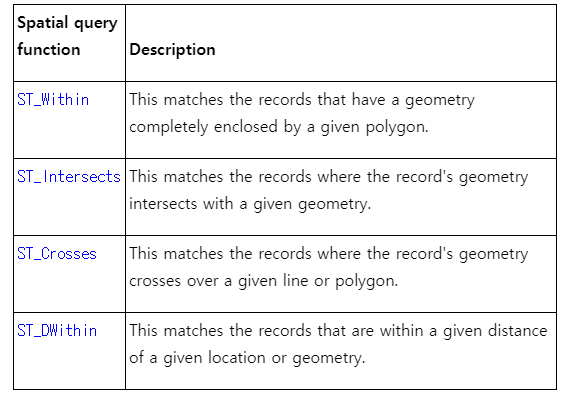 Spatial query
function
Description
ST_Within
This matches the records that have a geometry
completely enclosed by a given polygon.
ST_Intersects
This matches the records where the record's geometry
intersects with a given geometry.
ST_Crosses
This matches the records where the record's geometry
crosses over a given line or polygon.
ST_DWithin
This matches the records that are within a given distance
of a given location or geometry.